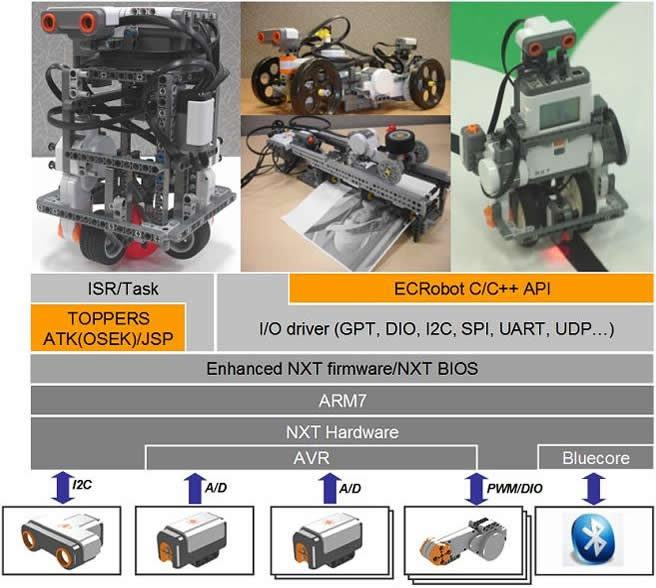 NXT
ISR/Task
ECRobot C/C++ API
TOPPERS
ATK(OSEK)/JSP
I/O driver (GPT, DIO, I2C, SPI, UART, UDP…)
Enhanced NXT firmware/NXT BIOS
ARM7
NXT Hardware
AVR
Bluecore
I2C
A/D
A/D
PWM/DIO